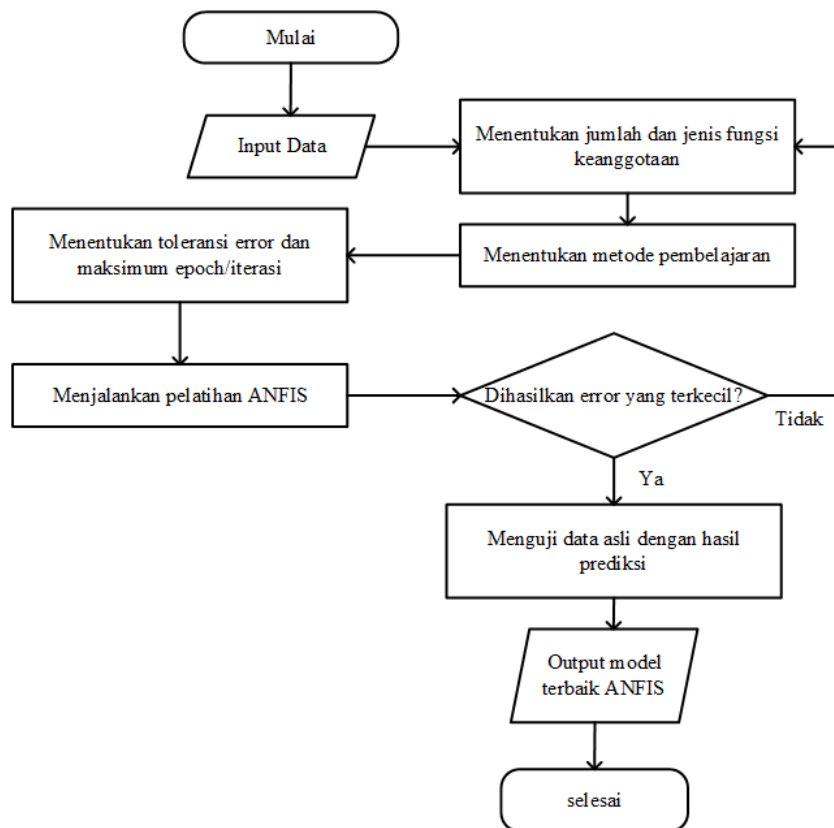 Mulai
Input Data
Menentukan jumlah dan jenis fungsi
keanggotaan
Menentukan metode pembelajaran
Menentukan toleransi error dan
maksimum epoch/iterasi
Menjalankan pelatihan ANFIS
Dihasilkan error yang terkecil?
Tidak
Ya
Menguji data asli dengan hasil
prediksi
Output model
terbaik ANFIS
selesai